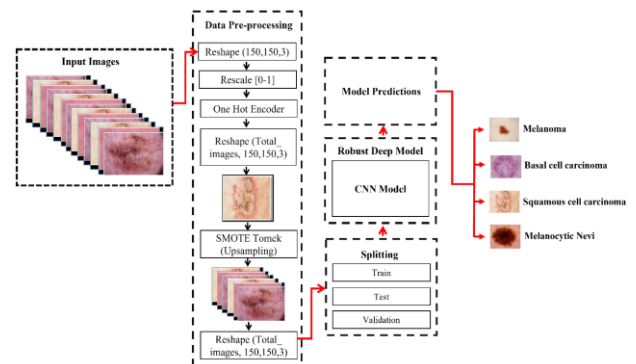 Input Images
Data Pre-processing
Reshape (150,150,3)
Rescale [0-1]
One Hot Encoder
Reshape (Total_
images, 150,150,3)
SMOTE Tomek
(Upsampling)
Reshape (Total_
images, 150,150,3)
Splitting
Train
Test
Validation
Robust Deep Model
CNN Model
Model Predictions
Melanoma
Basal cell carcinoma
Squamous cell carcinoma
Melanocytic Nevi